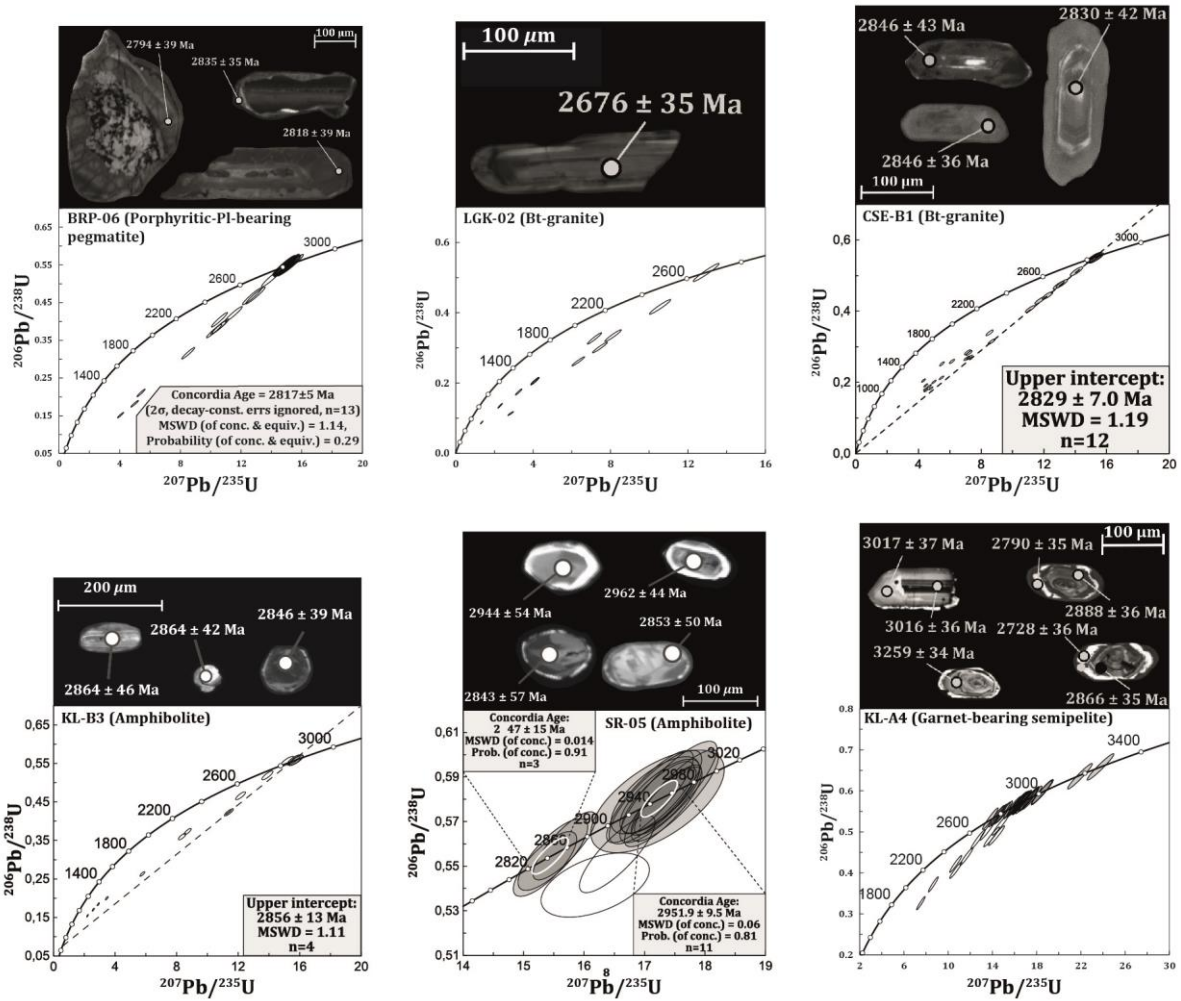 100 μm
2794 ± 39 Ma
2835 ± 35 Ma
2818 ± 39 Ma
BRP-06 (Porphyritic-Pl-bearing
pegmatite)
0.65
0.55
0.45
0.35
0.25
0.15
0.05
206Pb/238U
1400
1800
2200
2600
3000
Concordia Age = 2817±5 Ma
(2σ, decay-const. errs ignored, n=13)
MSWD (of conc. & equiv.) = 1.14,
Probability (of conc. & equiv.) = 0.29
0 4 8 12 16 20
207Pb/235U
100 μm
2676 ± 35 Ma
LGK-02 (Bt-granite)
0.6
0.4
0.2
0.0
206Pb/238U
1400
1800
2200
2600
0 4 8 12 16
207Pb/235U
2846 ± 43 Ma
2830 ± 42 Ma
2846 ± 36 Ma
100 μm
CSE-B1 (Bt-granite)
0,6
0,4
0,2
0,0
206Pb/238U
1000
1400
1800
2200
2600
3000
Upper intercept:
2829 ± 7.0 Ma
MSWD = 1.19
n=12
0 4 8 12 16 20
207Pb/235U
200 μm
2846 ± 39 Ma
2864 ± 42 Ma
2864 ± 46 Ma
KL-B3 (Amphibolite)
0,65
0,55
0,45
0,35
0,25
0,15
0,05
206Pb/238U
1400
1800
2200
2600
3000
Upper intercept:
2856 ± 13 Ma
MSWD = 1.11
n=4
0 4 8 12 16 20
207Pb/235U
2944 ± 54 Ma
2962 ± 44 Ma
2853 ± 50 Ma
2843 ± 57 Ma
100 μm
Concordia Age:
2 47 ± 15 Ma
MSWD (of conc.) = 0.014
Prob. (of conc.) = 0.91
n=3
SR-05 (Amphibolite)
0,61
0,59
0,57
0,55
0,53
0,51
206Pb/238U
2820
2860
2900
2940
2980
3020
Concordia Age:
2951.9 ± 9.5 Ma
MSWD (of conc.) = 0.06
Prob. (of conc.) = 0.81
n=11
14 15 16 17 18 19
8
207Pb/235U
100 μm
3017 ± 37 Ma
2790 ± 35 Ma
3016 ± 36 Ma
2888 ± 36 Ma
2728 ± 36 Ma
3259 ± 34 Ma
2866 ± 35 Ma
KL-A4 (Garnet-bearing semipelite)
0.8
0.7
0.6
0.5
0.4
0.3
0.2
206Pb/238U
1800
2200
2600
3000
3400
2 6 10 14 18 22 26 30
207Pb/235U